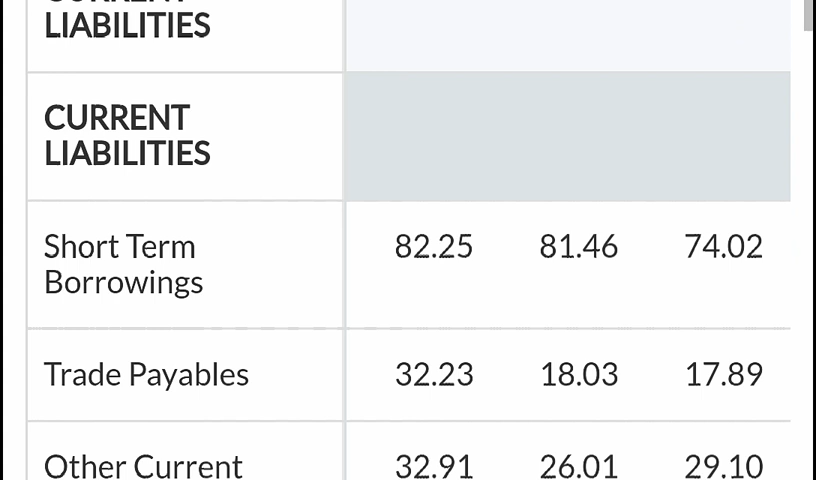 LIABILITIES
CURRENT
LIABILITIES
Short Term 82.25 81.46 74.02
Borrowings
Trade Payables 32.23 18.03 17.89
Other Current 32.91 26.01 29.10